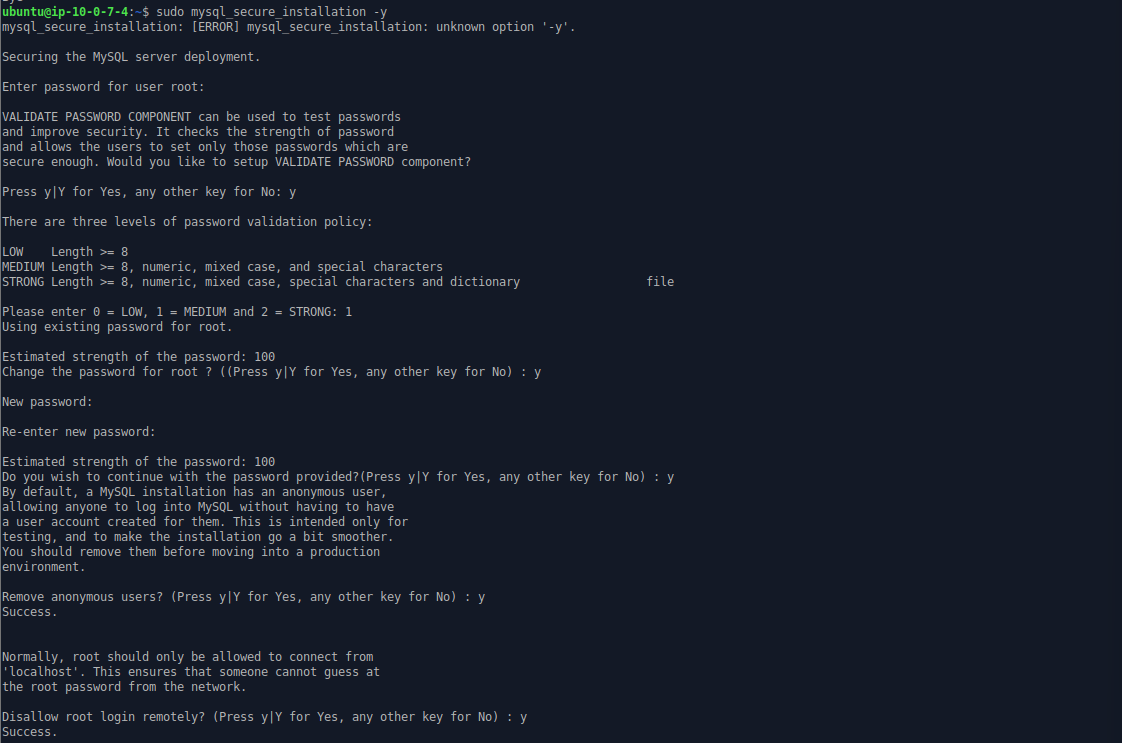 ubuntu@ip-10-0-7-4:~$ sudo mysql_secure_installation -y
mysql_secure_installation: [ERROR] mysql_secure_installation: unknown option '-y'.
Securing the MySQL server deployment.
Enter password for user root:
VALIDATE PASSWORD COMPONENT can be used to test passwords
and improve security. It checks the strength of password
and allows the users to set only those passwords which are
secure enough. Would you like to setup VALIDATE PASSWORD component?
Press y|Y for Yes, any other key for No: y
There are three levels of password validation policy:
LOW    Length >= 8
MEDIUM Length >= 8, numeric, mixed case, and special characters
STRONG Length >= 8, numeric, mixed case, special characters and dictionary                  file
Please enter 0 = LOW, 1 = MEDIUM and 2 = STRONG: 1
Using existing password for root.
Estimated strength of the password: 100
Change the password for root ? ((Press y|Y for Yes, any other key for No) : y
New password:
Re-enter new password:
Estimated strength of the password: 100
Do you wish to continue with the password provided?(Press y|Y for Yes, any other key for No) : y
By default, a MySQL installation has an anonymous user,
allowing anyone to log into MySQL without having to have
a user account created for them. This is intended only for
testing, and to make the installation go a bit smoother.
You should remove them before moving into a production
environment.
Remove anonymous users? (Press y|Y for Yes, any other key for No) : y
Success.
Normally, root should only be allowed to connect from
'localhost'. This ensures that someone cannot guess at
the root password from the network.
Disallow root login remotely? (Press y|Y for Yes, any other key for No) : y
Success.